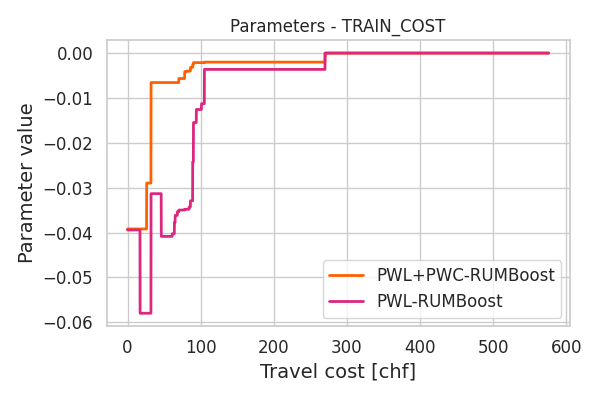 Parameters - TRAIN_COST
Parameter value
0.00
−0.01
−0.02
−0.03
−0.04
−0.05
−0.06
PWL+PWC-RUMBoost
PWL-RUMBoost
0 100 200 300 400 500 600
Travel cost [chf]